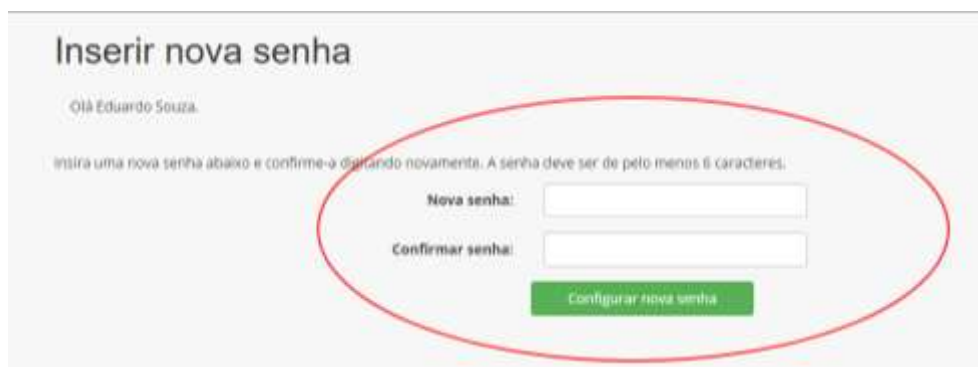 Inserir nova senha
Olá Eduardo Souza.
Insira uma nova senha abaixo e confirme-a digitando novamente. A senha deve ser de pelo menos 6 caracteres.
Nova senha:
Confirmar senha:
Configurar nova senha